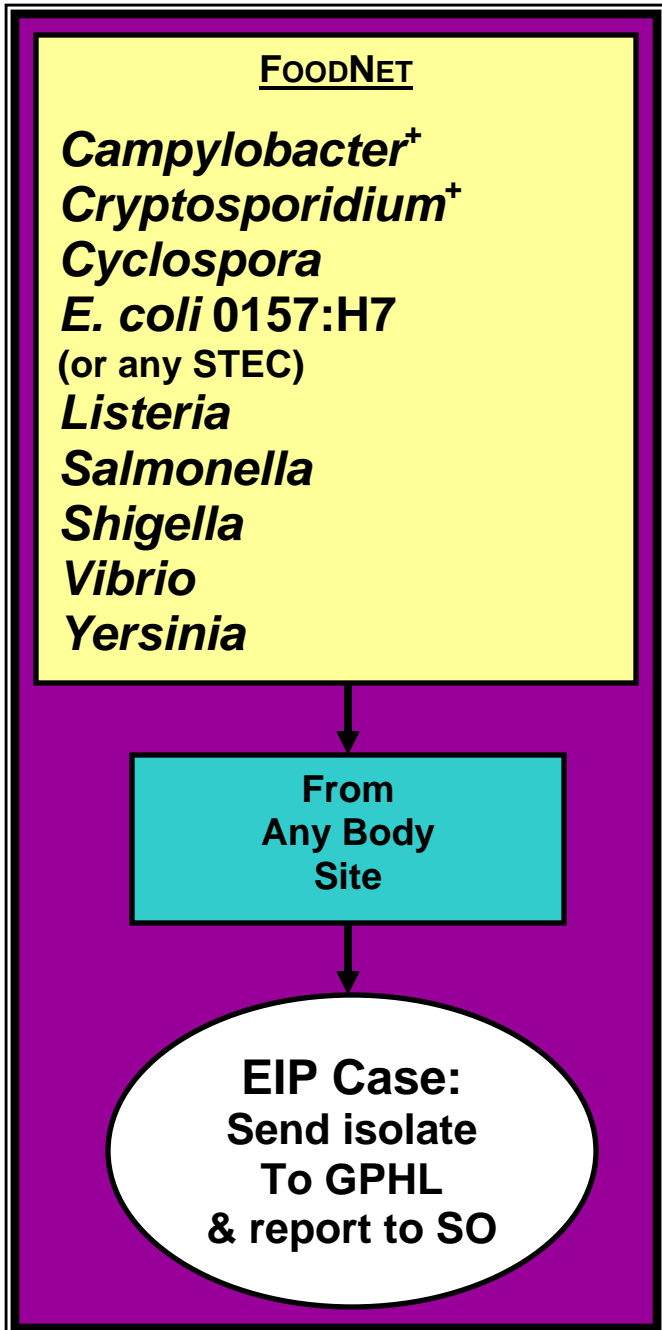 FOODNET
Campylobacter+
Cryptosporidium+
Cyclospora
E. coli 0157:H7
(or any STEC)
Listeria
Salmonella
Shigella
Vibrio
Yersinia
From
Any Body
Site
EIP Case:
Send isolate
To GPHL
& report to SO